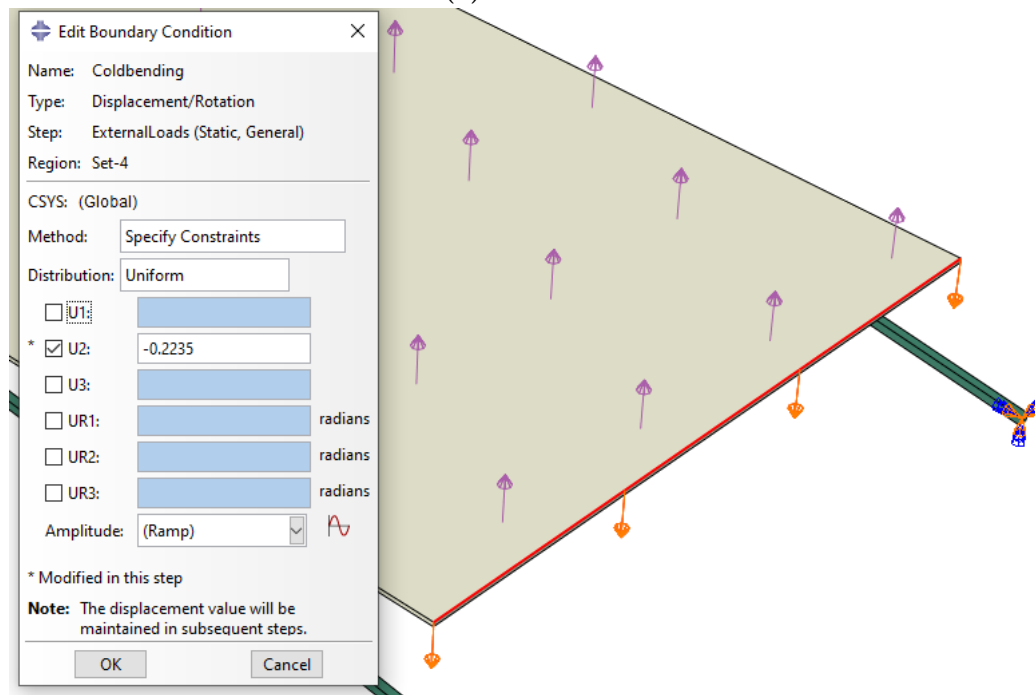 Edit Boundary Condition
Name: Coldbending
Type: Displacement/Rotation
Step: ExternalLoads (Static, General)
Region: Set-4
CSYS: (Global)
Method: Specify Constraints
Distribution: Uniform
U1:
* U2: -0.2235
U3:
UR1: radians
UR2: radians
UR3: radians
Amplitude: (Ramp)
* Modified in this step
Note: The displacement value will be
maintained in subsequent steps.
OK Cancel